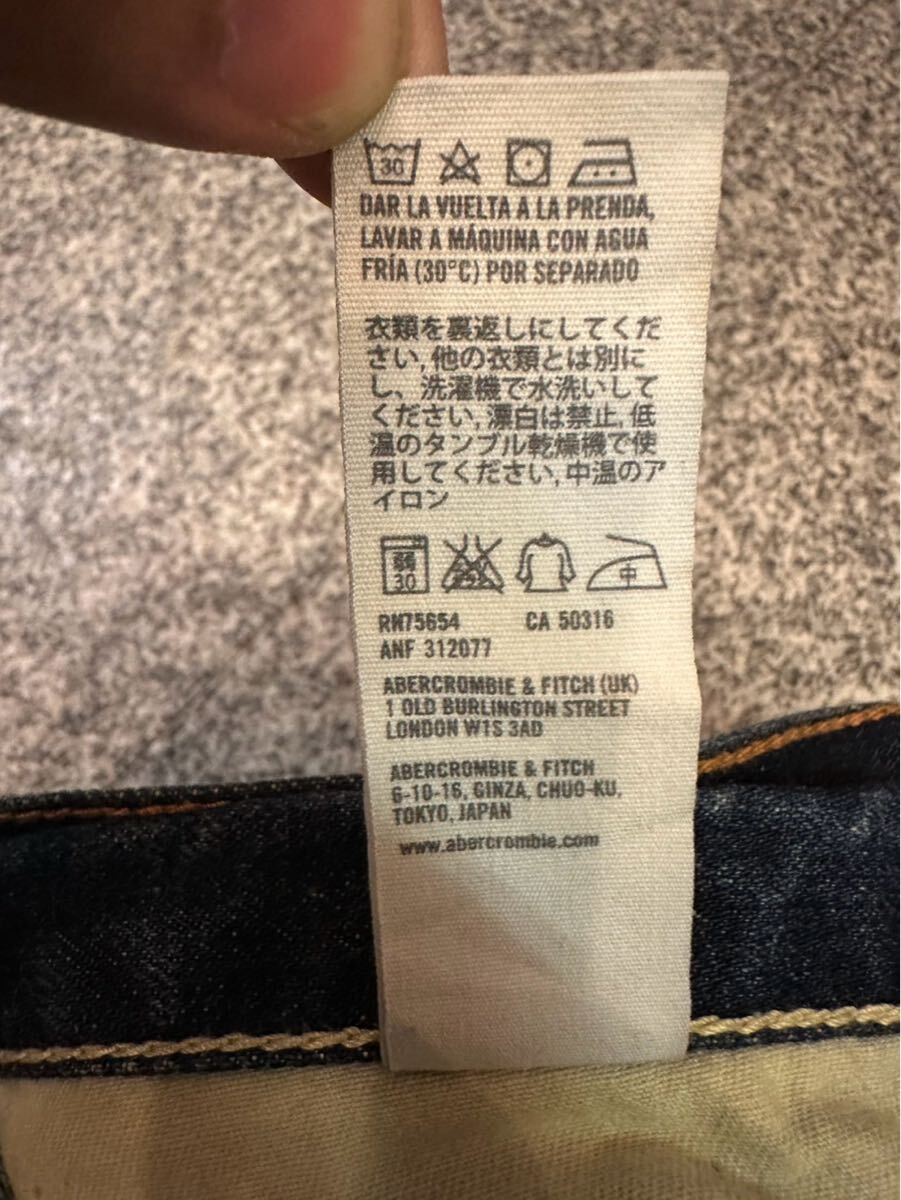 30
DAR LA VUELTA A LA PRENDA,
LAVAR A MÁQUINA CON AGUA
FRÍA (30°C) POR SEPARADO
衣類を裏返しにしてくだ
さい,他の衣類とは別に
し、洗濯機で水洗いして
ください,漂白は禁止,低
温のタンブル乾燥機で使
用してください,中温のア
イロン
弱 中
30
RN75654 CA 50316
ANF 312077
ABERCROMBIE & FITCH (UK)
1 OLD BURLINGTON STREET
LONDON W1S 3AD
ABERCROMBIE & FITCH
6-10-16, GINZA, CHUO-KU,
TOKYO, JAPAN
www.abercrombie.com